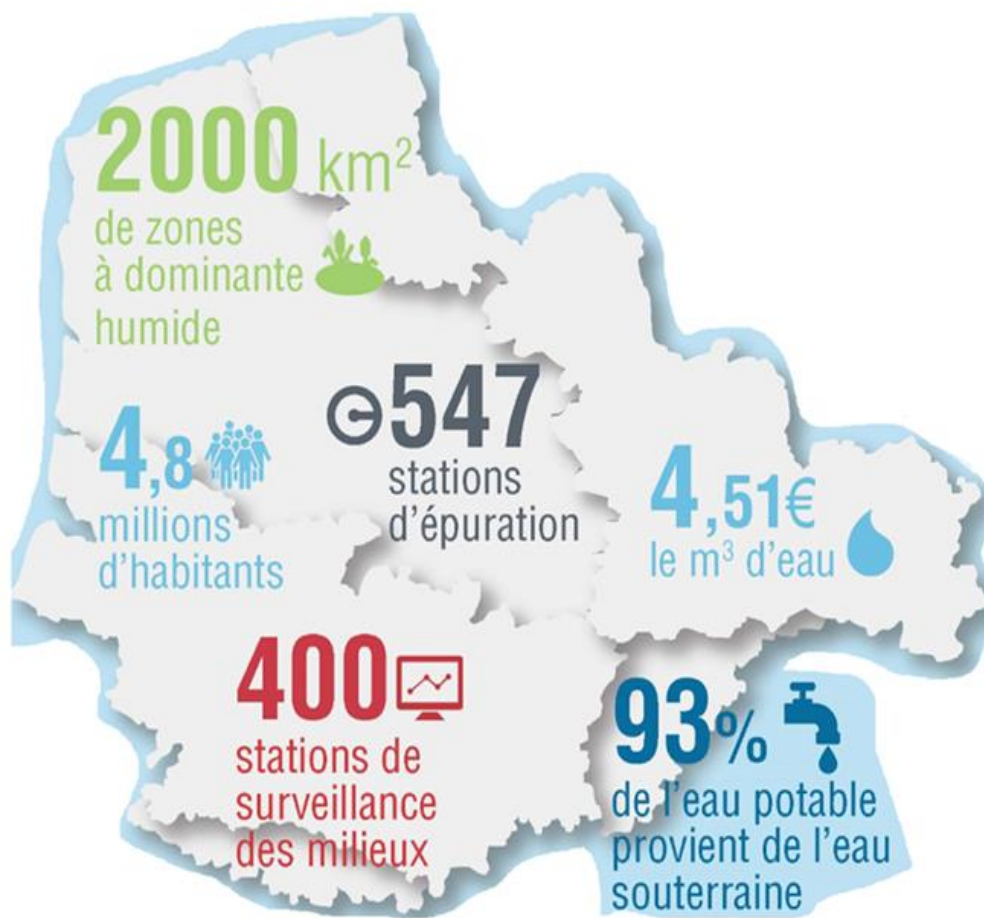 2000 km²
de zones
à dominante
humide
547
stations
d'épuration
4,8
millions
d'habitants
4,51€
le m³ d'eau
400
stations de
surveillance
des milieux
93%
de l'eau potable
provient de l'eau
souterraine